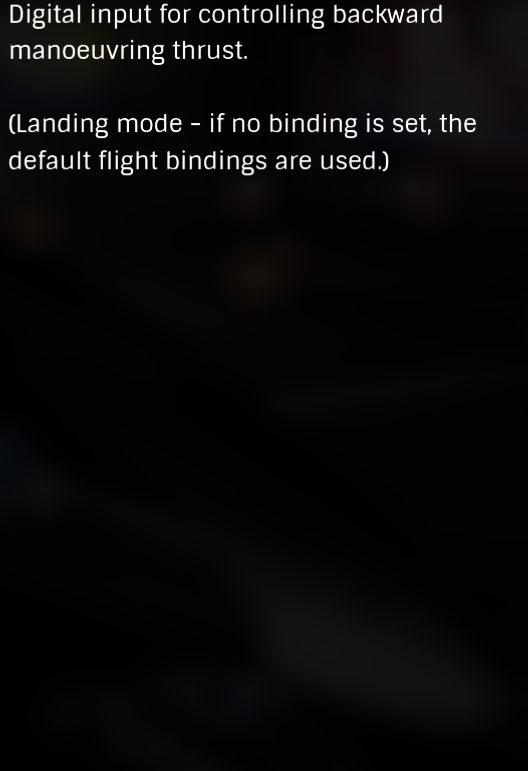 Digital input for controlling backward
manoeuvring thrust.
(Landing mode - if no binding is set, the
default flight bindings are used.)